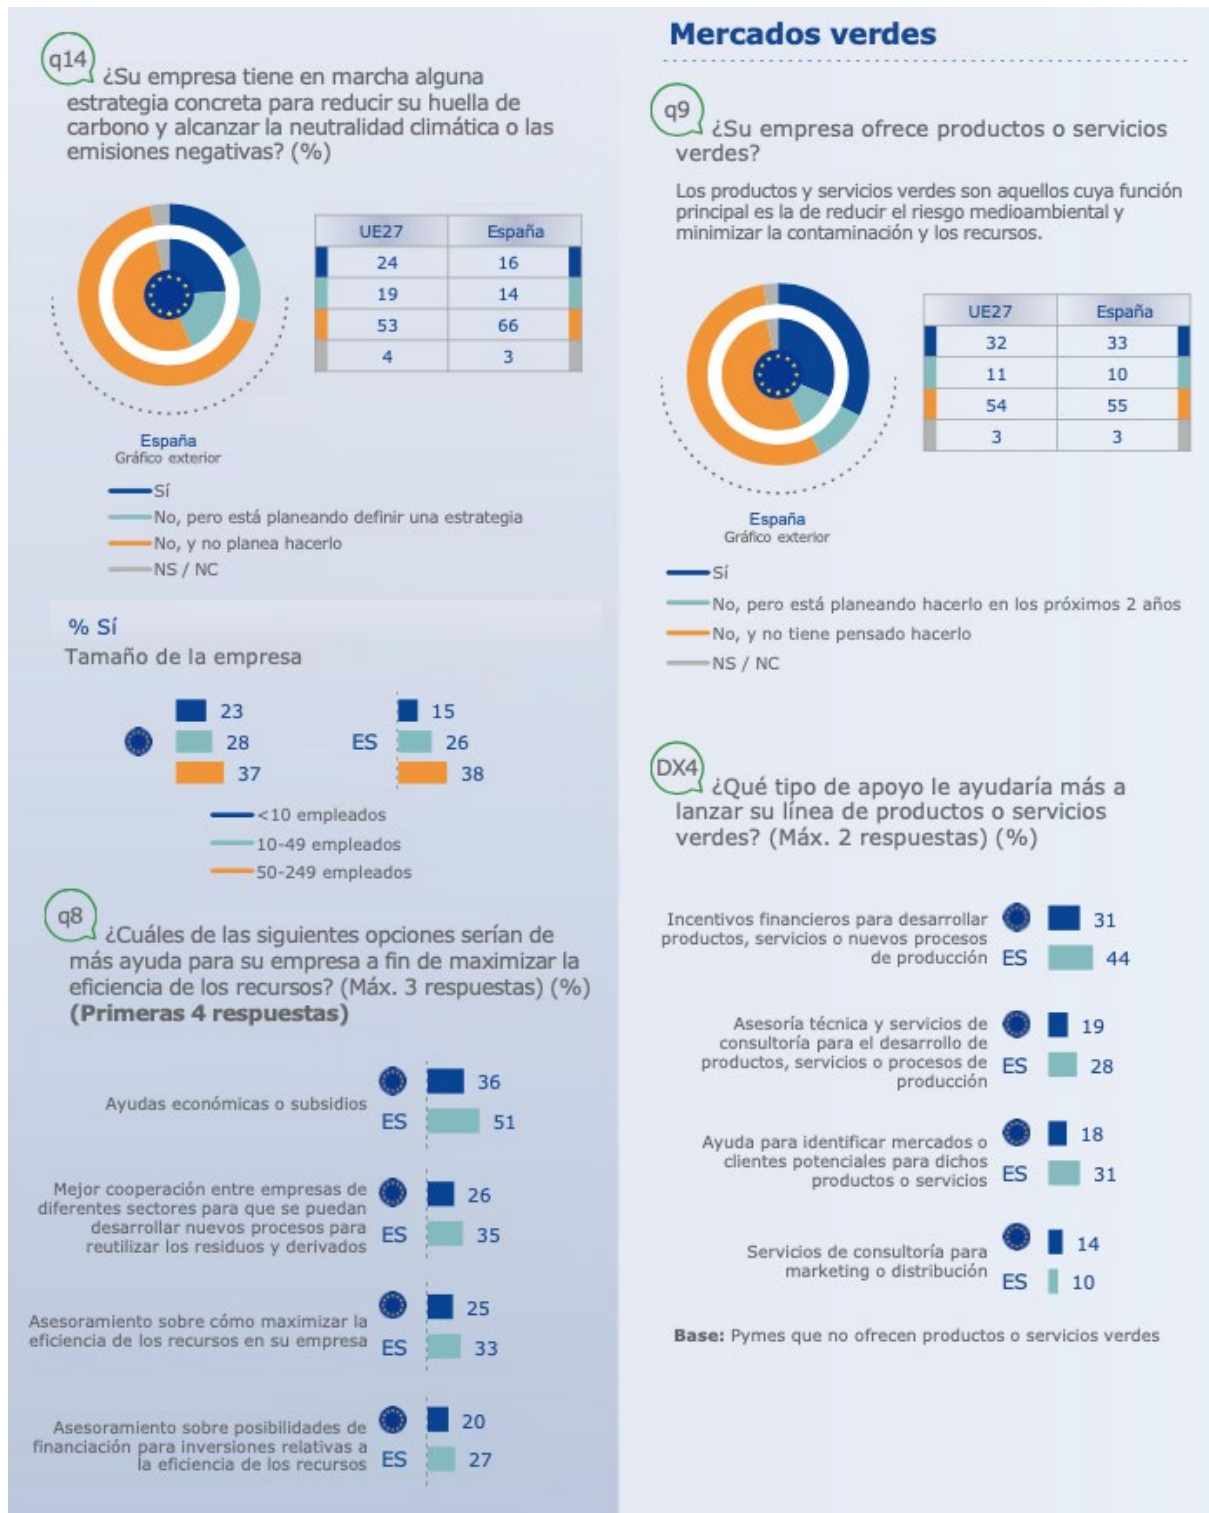 q14
¿Su empresa tiene en marcha alguna
estrategia concreta para reducir su huella de
carbono y alcanzar la neutralidad climática o las
emisiones negativas? (%)
UE27 España
24 16
19 14
53 66
4 3
España
Gráfico exterior
Sí
No, pero está planeando definir una estrategia
No, y no planea hacerlo
NS / NC
% Sí
Tamaño de la empresa
23
28
37
ES
15
26
38
<10 empleados
10-49 empleados
50-249 empleados
q8
¿Cuáles de las siguientes opciones serían de
más ayuda para su empresa a fin de maximizar la
eficiencia de los recursos? (Máx. 3 respuestas) (%)
(Primeras 4 respuestas)
Ayudas económicas o subsidios
36
ES 51
Mejor cooperación entre empresas de
diferentes sectores para que se puedan
desarrollar nuevos procesos para
reutilizar los residuos y derivados
26
ES 35
Asesoramiento sobre cómo maximizar la
eficiencia de los recursos en su empresa
25
ES 33
Asesoramiento sobre posibilidades de
financiación para inversiones relativas a
la eficiencia de los recursos
20
ES 27
Mercados verdes
q9
¿Su empresa ofrece productos o servicios
verdes?
Los productos y servicios verdes son aquellos cuya función
principal es la de reducir el riesgo medioambiental y
minimizar la contaminación y los recursos.
UE27 España
32 33
11 10
54 55
3 3
España
Gráfico exterior
Sí
No, pero está planeando hacerlo en los próximos 2 años
No, y no tiene pensado hacerlo
NS / NC
DX4
¿Qué tipo de apoyo le ayudaría más a
lanzar su línea de productos o servicios
verdes? (Máx. 2 respuestas) (%)
Incentivos financieros para desarrollar
productos, servicios o nuevos procesos
de producción
31
ES 44
Asesoría técnica y servicios de
consultoría para el desarrollo de
productos, servicios o procesos de
producción
19
ES 28
Ayuda para identificar mercados o
clientes potenciales para dichos
productos o servicios
18
ES 31
Servicios de consultoría para
marketing o distribución
14
ES 10
Base: Pymes que no ofrecen productos o servicios verdes